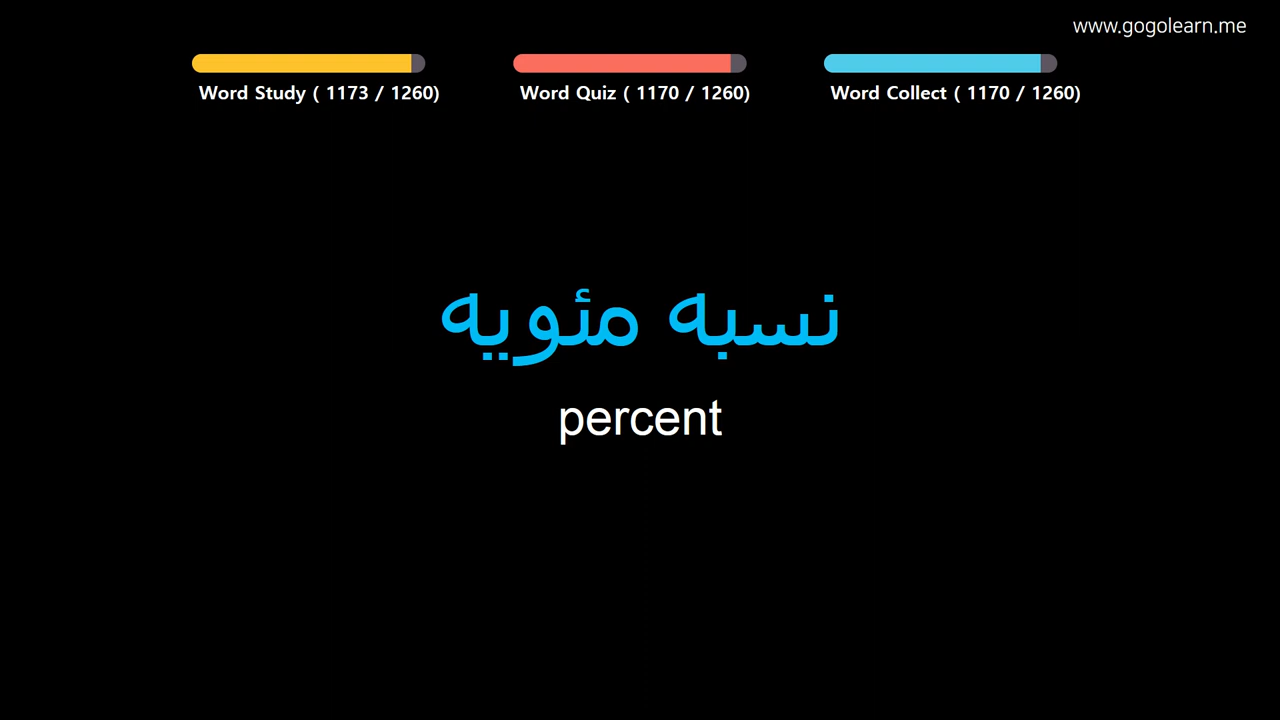 www.gogolearn.me
Word Study ( 1173 / 1260)
Word Quiz ( 1170 / 1260)
Word Collect ( 1170 / 1260)
نسبه مئويه
percent